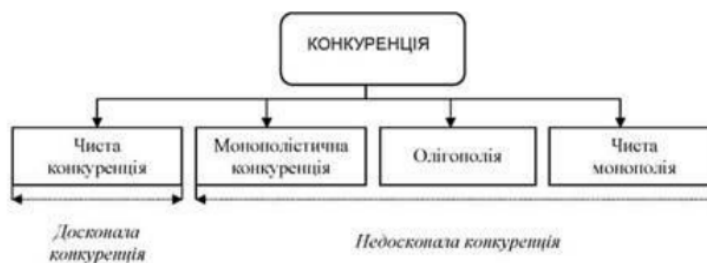 КОНКУРЕНЦІЯ
Чиста
конкуренція
Монополістична
конкуренція
Олігополія
Чиста
монополія
Досконала
конкуренція
Недосконала конкуренція